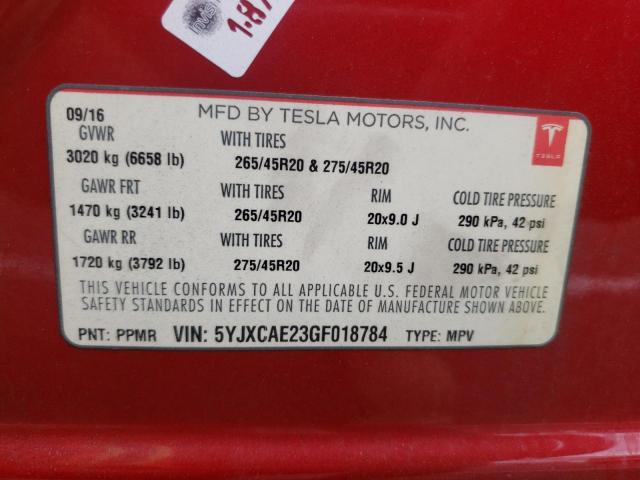 09/16
MFD BY TESLA MOTORS, INC.
GVWR WITH TIRES
3020 kg (6658 lb) 265/45R20 & 275/45R20
GAWR FRT WITH TIRES RIM COLD TIRE PRESSURE
1470 kg (3241 lb) 265/45R20 20x9.0 J 290 kPa, 42 psi
GAWR RR WITH TIRES RIM COLD TIRE PRESSURE
1720 kg (3792 lb) 275/45R20 20x9.5 J 290 kPa, 42 psi
THIS VEHICLE CONFORMS TO ALL APPLICABLE U.S. FEDERAL MOTOR VEHICLE
SAFETY STANDARDS IN EFFECT ON THE DATE OF MANUFACTURE SHOWN ABOVE.
PNT: PPMR VIN: 5YJXCAE23GF018784 TYPE: MPV
TESLA